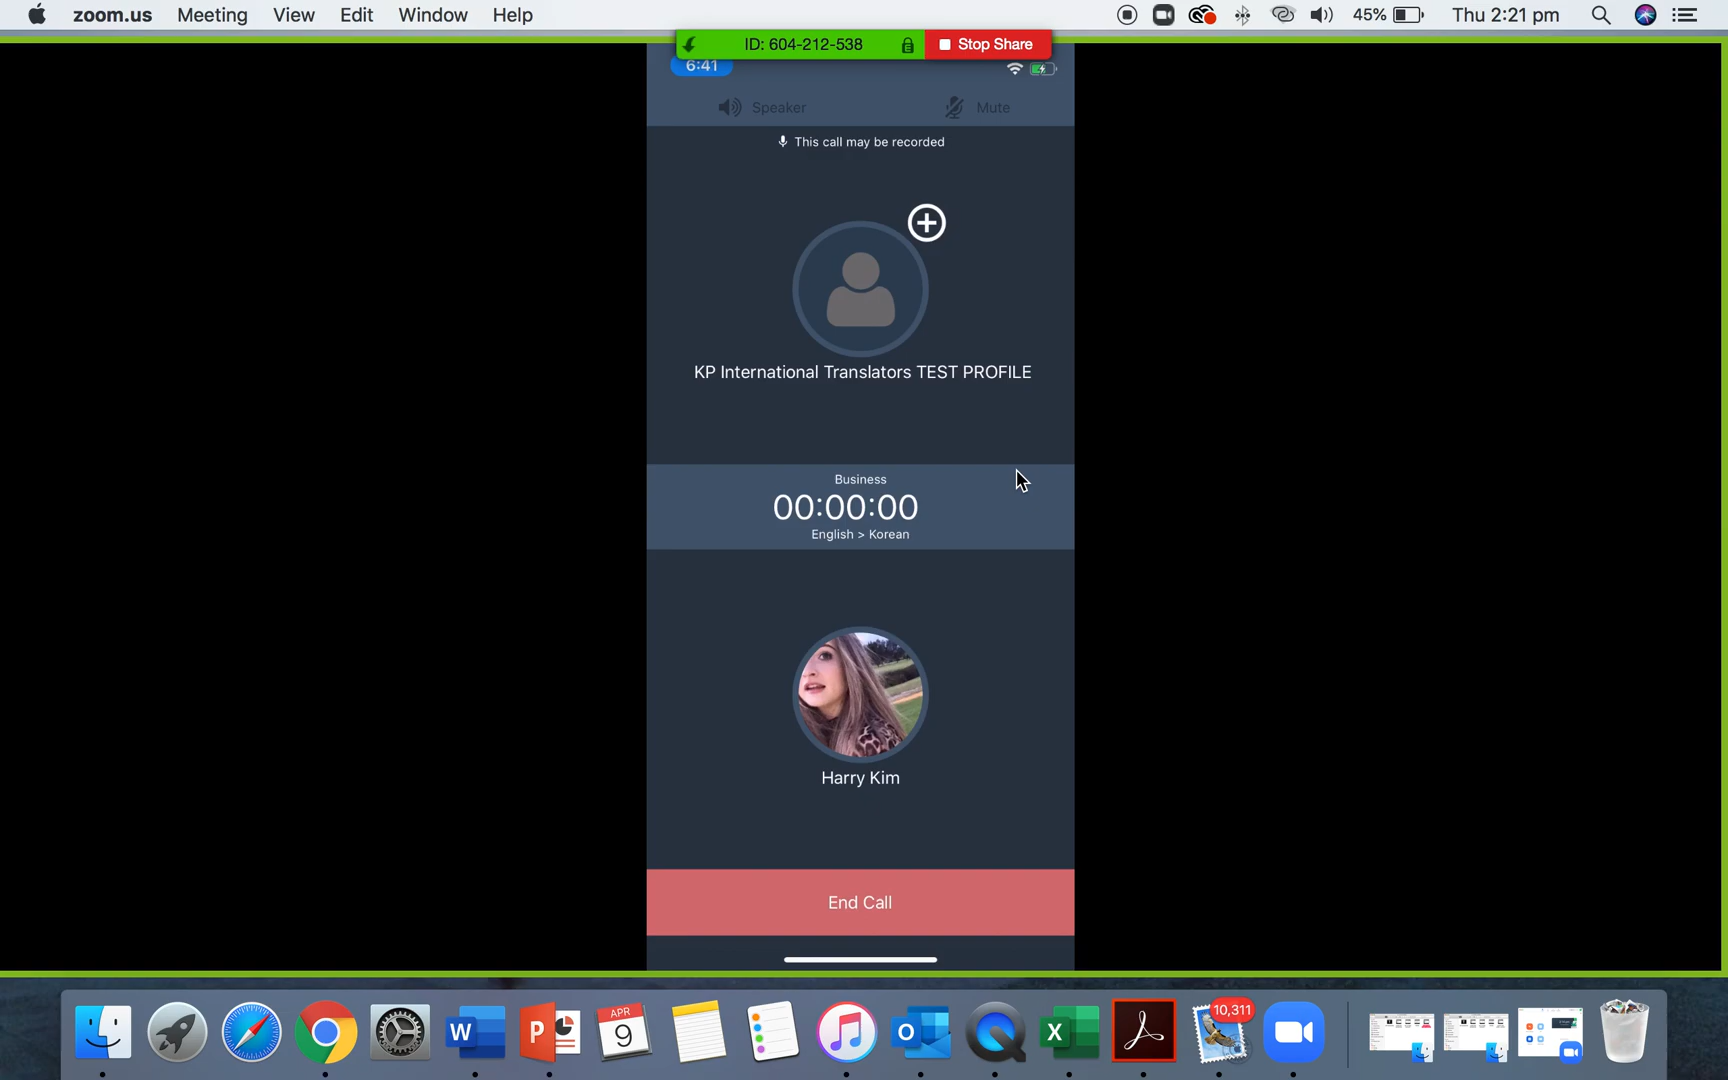 zoom.us Meeting View Edit Window Help 45% Thu 2:21 pm
ID: 604-212-538 Stop Share
6:41
Speaker Mute
This call may be recorded
KP International Translators TEST PROFILE
Business
00:00:00
English > Korean
Harry Kim
End Call
W P APR 9 O X 10,311